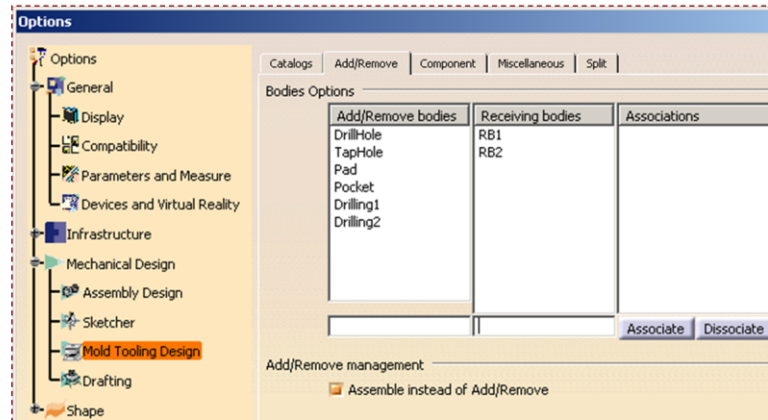 Options
Options
General
Display
Compatibility
Parameters and Measure
Devices and Virtual Reality
Infrastructure
Mechanical Design
Assembly Design
Sketcher
Mold Tooling Design
Drafting
Shape
Catalogs Add/Remove Component Miscellaneous Split
Bodies Options
Add/Remove bodies Receiving bodies Associations
DrillHole RB1
TapHole RB2
Pad
Pocket
Drilling1
Drilling2
Associate Dissociate
Add/Remove management
Assemble instead of Add/Remove